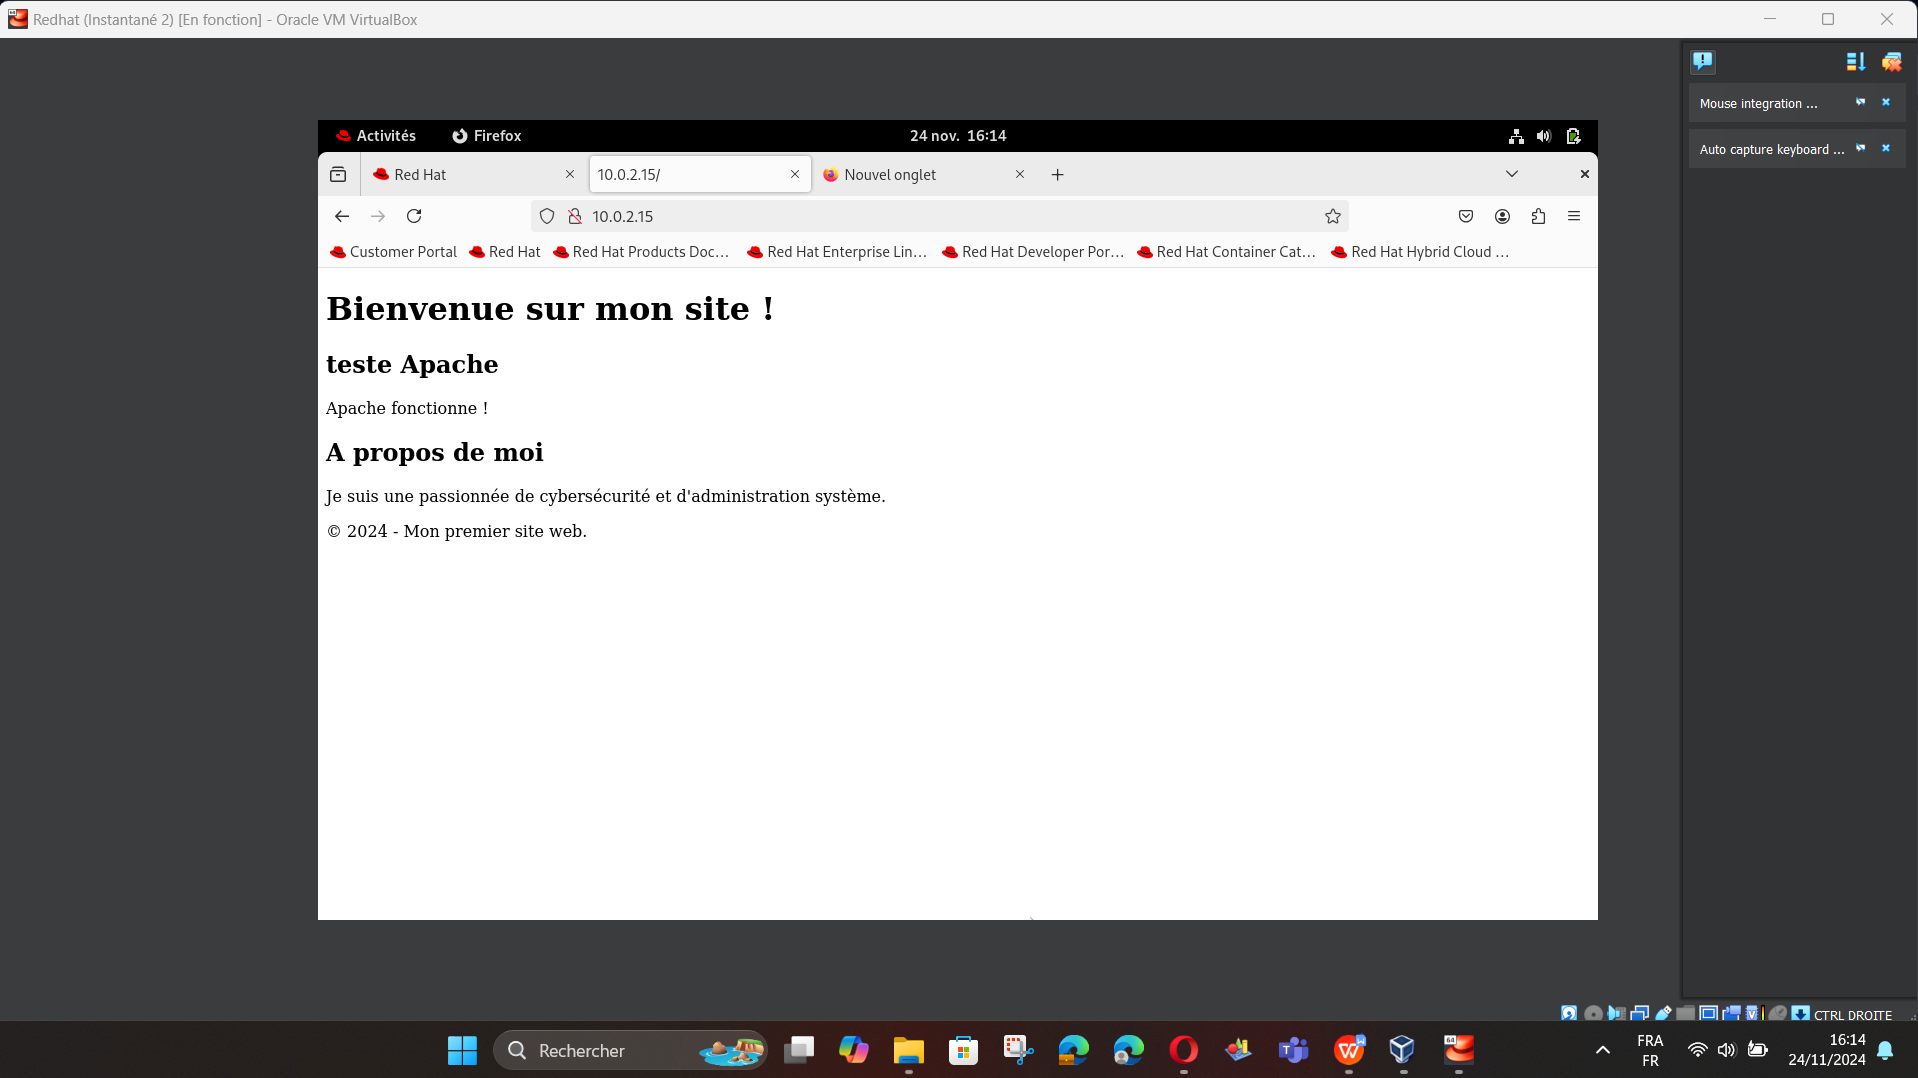 Redhat (Instantané 2) [En fonction] - Oracle VM VirtualBox
Mouse integration ...
Auto capture keyboard ...
Activités Firefox 24 nov. 16:14
Red Hat 10.0.2.15/ Nouvel onglet
10.0.2.15
Customer Portal Red Hat Red Hat Products Doc… Red Hat Enterprise Lin… Red Hat Developer Por… Red Hat Container Cat… Red Hat Hybrid Cloud …
Bienvenue sur mon site !
teste Apache
Apache fonctionne !
A propos de moi
Je suis une passionnée de cybersécurité et d'administration système.
© 2024 - Mon premier site web.
CTRL DROITE
Rechercher
FRA
FR
16:14
24/11/2024